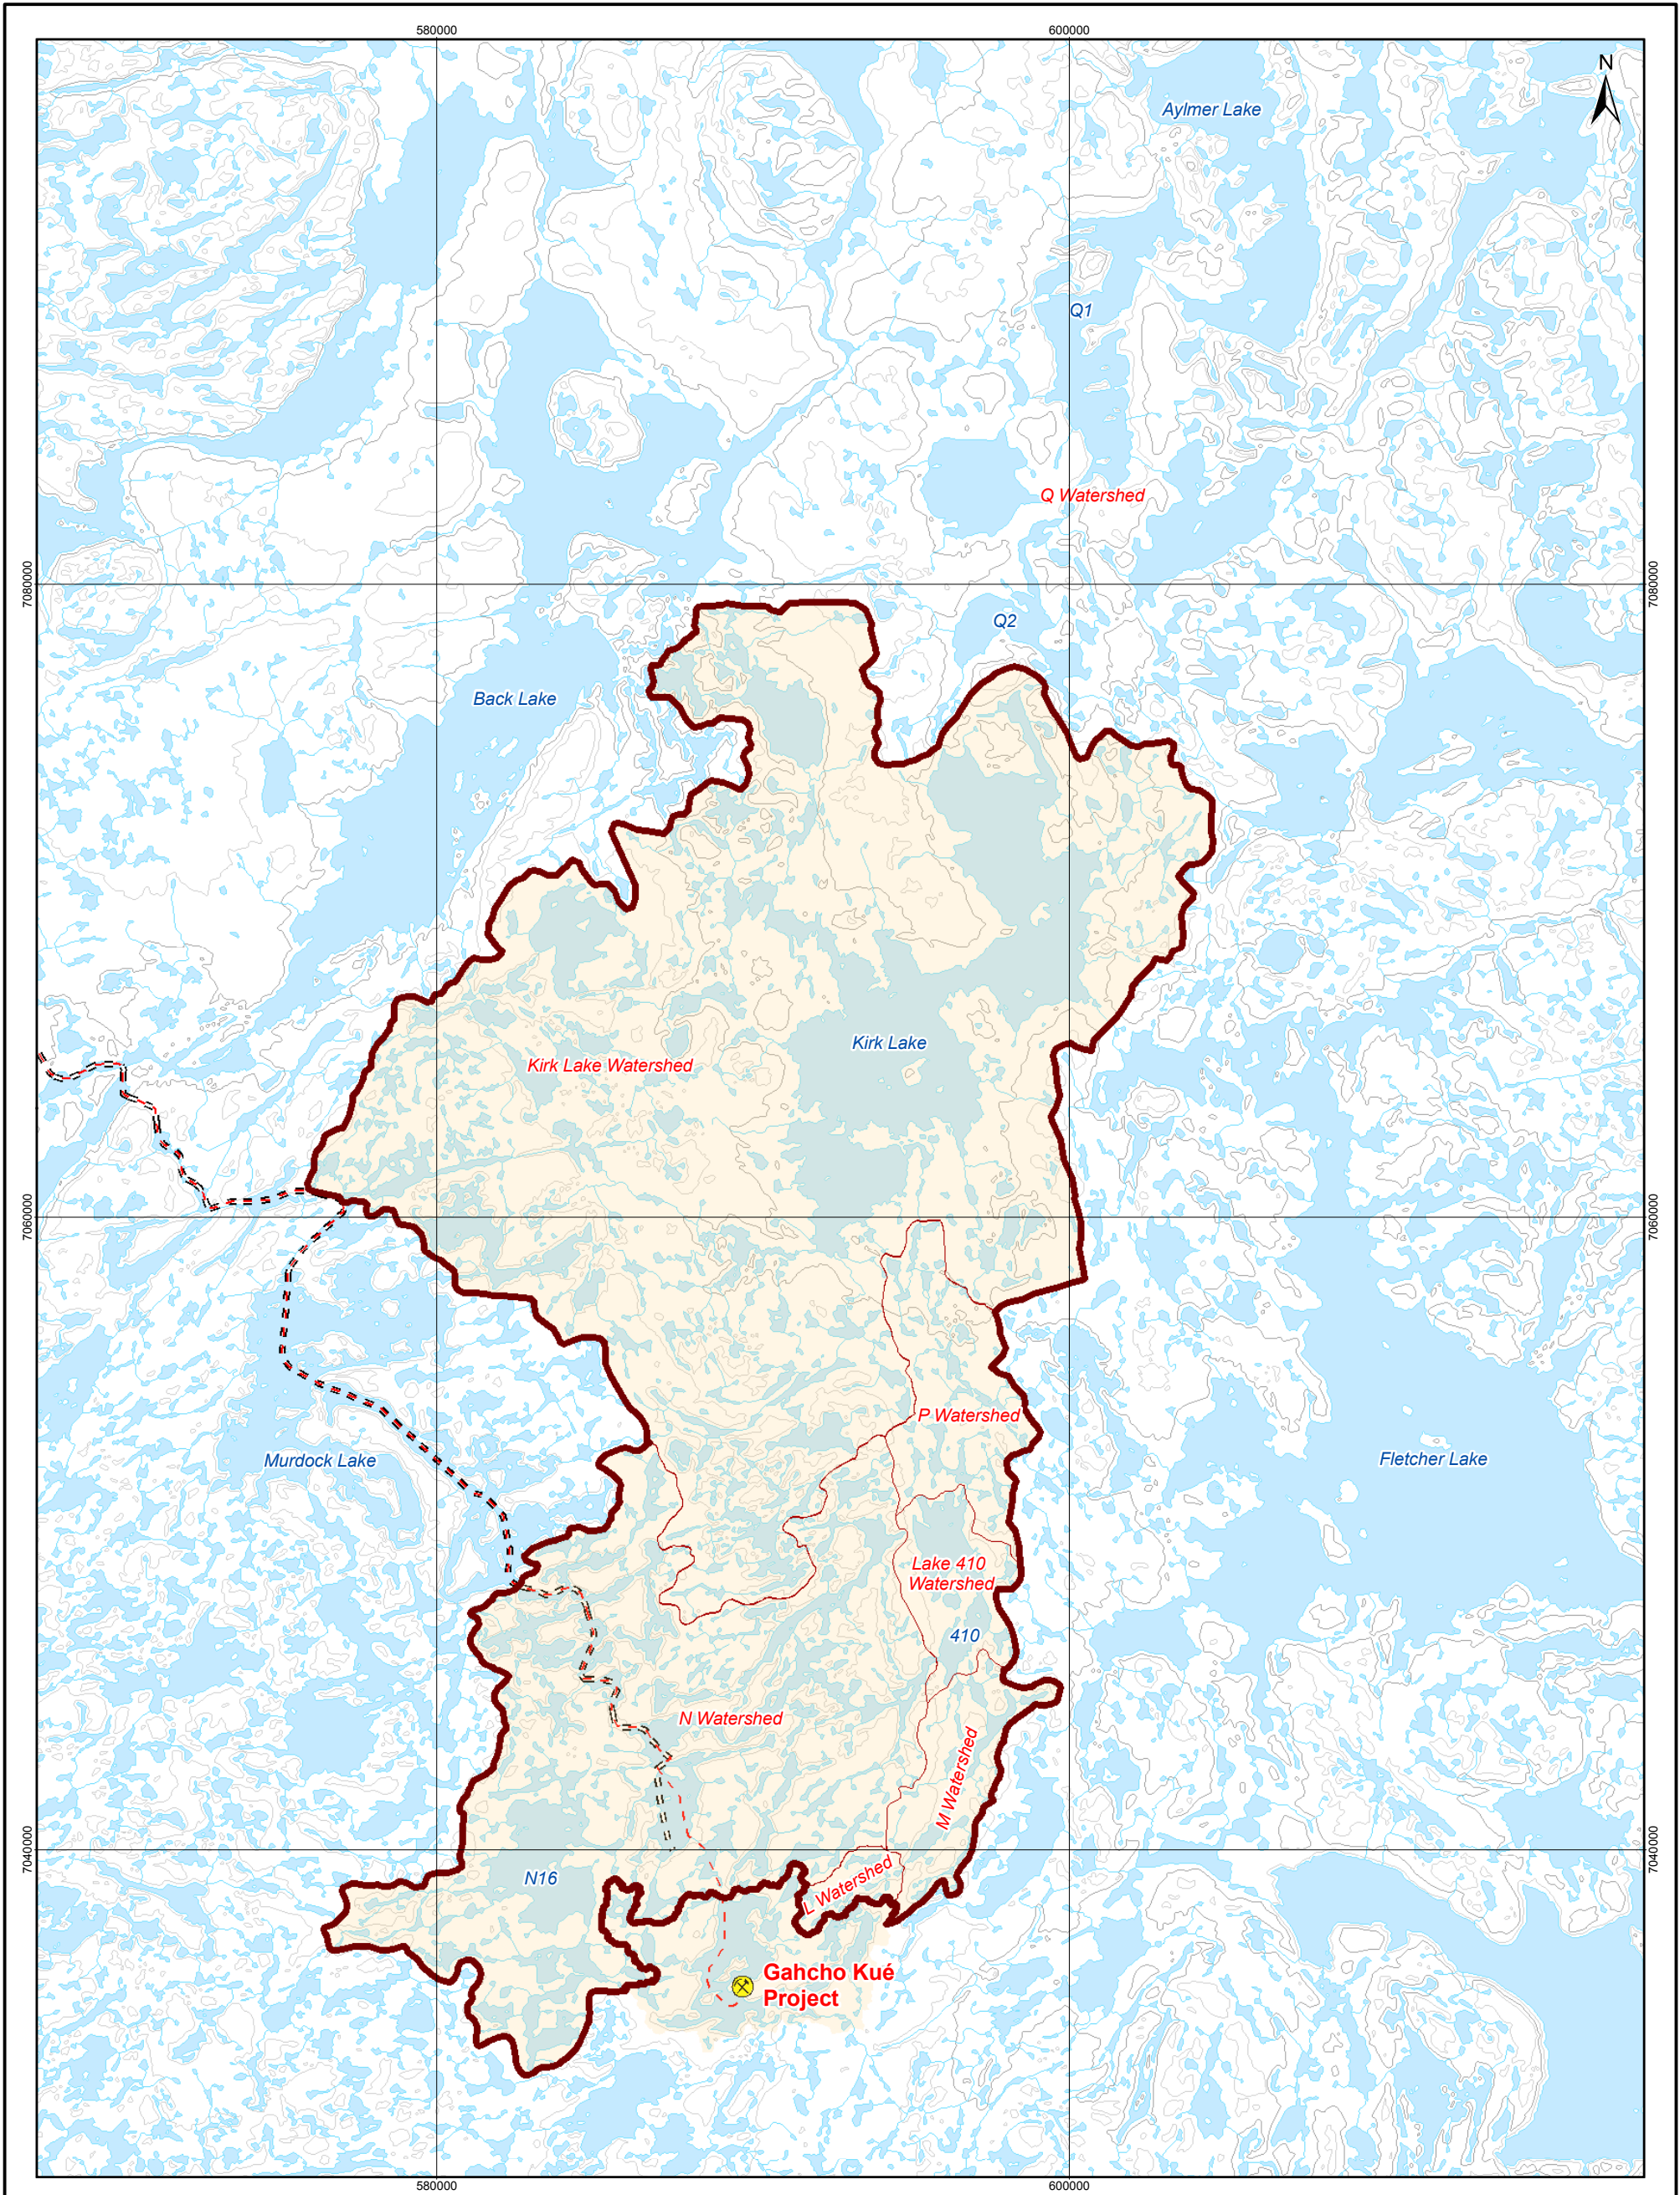 580000
600000
N
Aylmer Lake
Q1
Q Watershed
7080000
7080000
Q2
Back Lake
Kirk Lake
Kirk Lake Watershed
7060000
7060000
P Watershed
Murdock Lake
Fletcher Lake
Lake 410
Watershed
410
N Watershed
M Watershed
7040000
7040000
L Watershed
N16
Gahcho Kué
Project
580000
600000